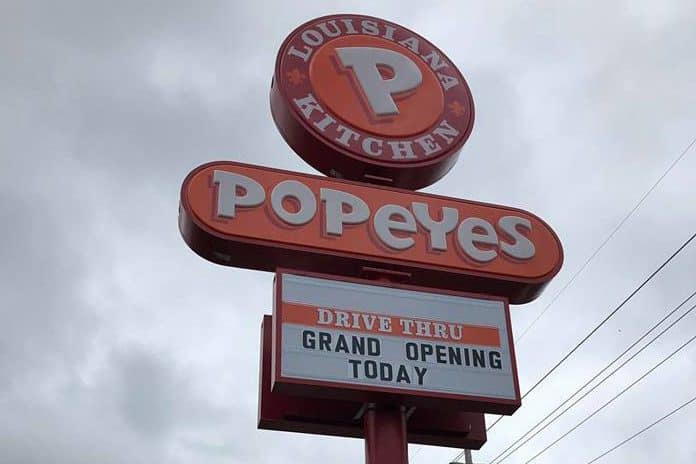 LOUISIANA
P
KITCHEN
POPeYes
DRIVE THRU
GRAND OPENING
TODAY